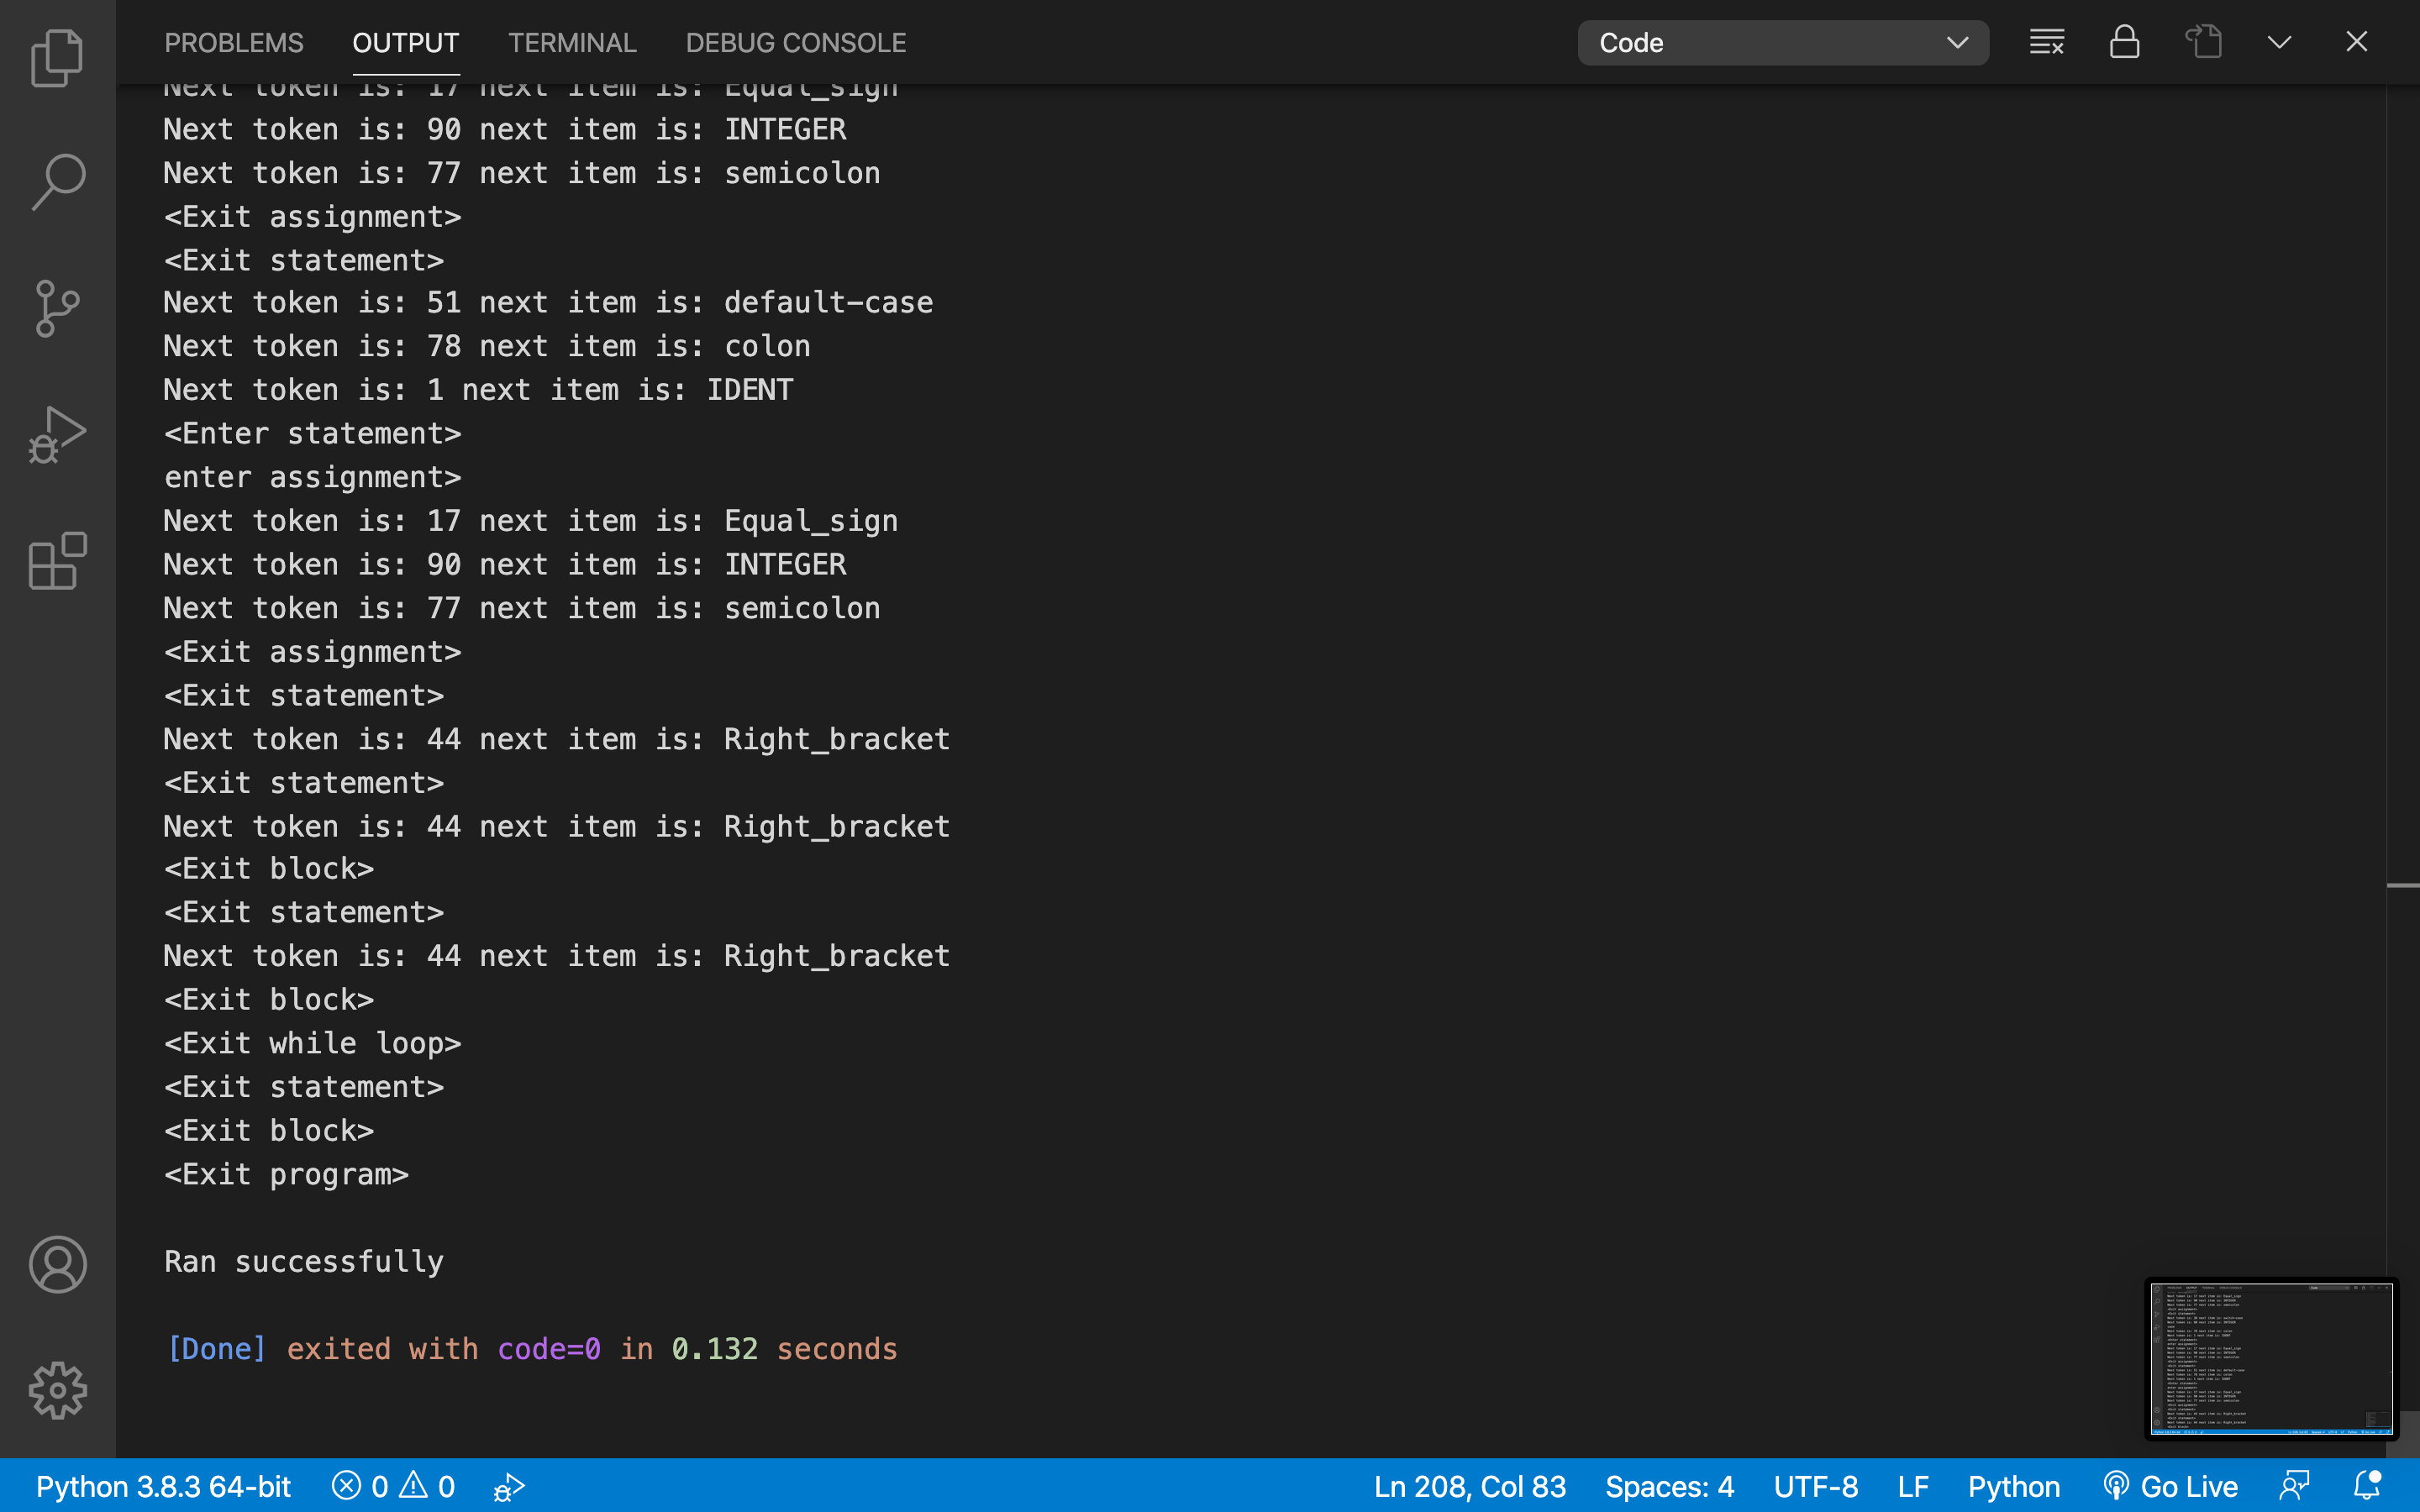 PROBLEMS OUTPUT TERMINAL DEBUG CONSOLE Code
Next token is: 17 next item is: Equal_sign
Next token is: 90 next item is: INTEGER
Next token is: 77 next item is: semicolon
<Exit assignment>
<Exit statement>
Next token is: 51 next item is: default-case
Next token is: 78 next item is: colon
Next token is: 1 next item is: IDENT
<Enter statement>
enter assignment>
Next token is: 17 next item is: Equal_sign
Next token is: 90 next item is: INTEGER
Next token is: 77 next item is: semicolon
<Exit assignment>
<Exit statement>
Next token is: 44 next item is: Right_bracket
<Exit statement>
Next token is: 44 next item is: Right_bracket
<Exit block>
<Exit statement>
Next token is: 44 next item is: Right_bracket
<Exit block>
<Exit while loop>
<Exit statement>
<Exit block>
<Exit program>
Ran successfully
[Done] exited with code=0 in 0.132 seconds
Python 3.8.3 64-bit 0 0 Ln 208, Col 83 Spaces: 4 UTF-8 LF Python Go Live